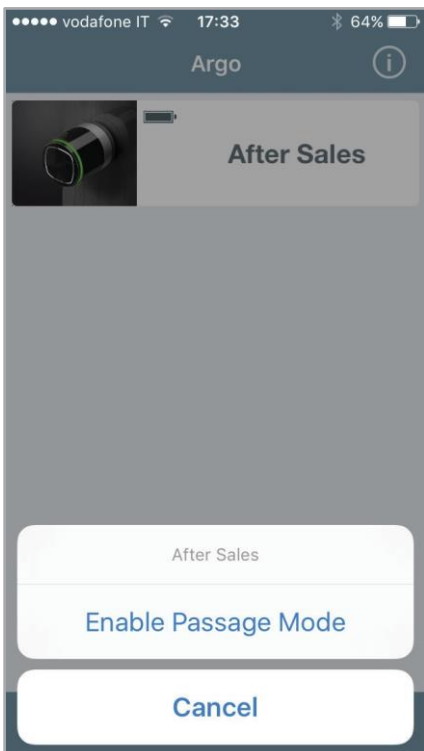 vodafone IT 17:33 64%
Argo
After Sales
After Sales
Enable Passage Mode
Cancel